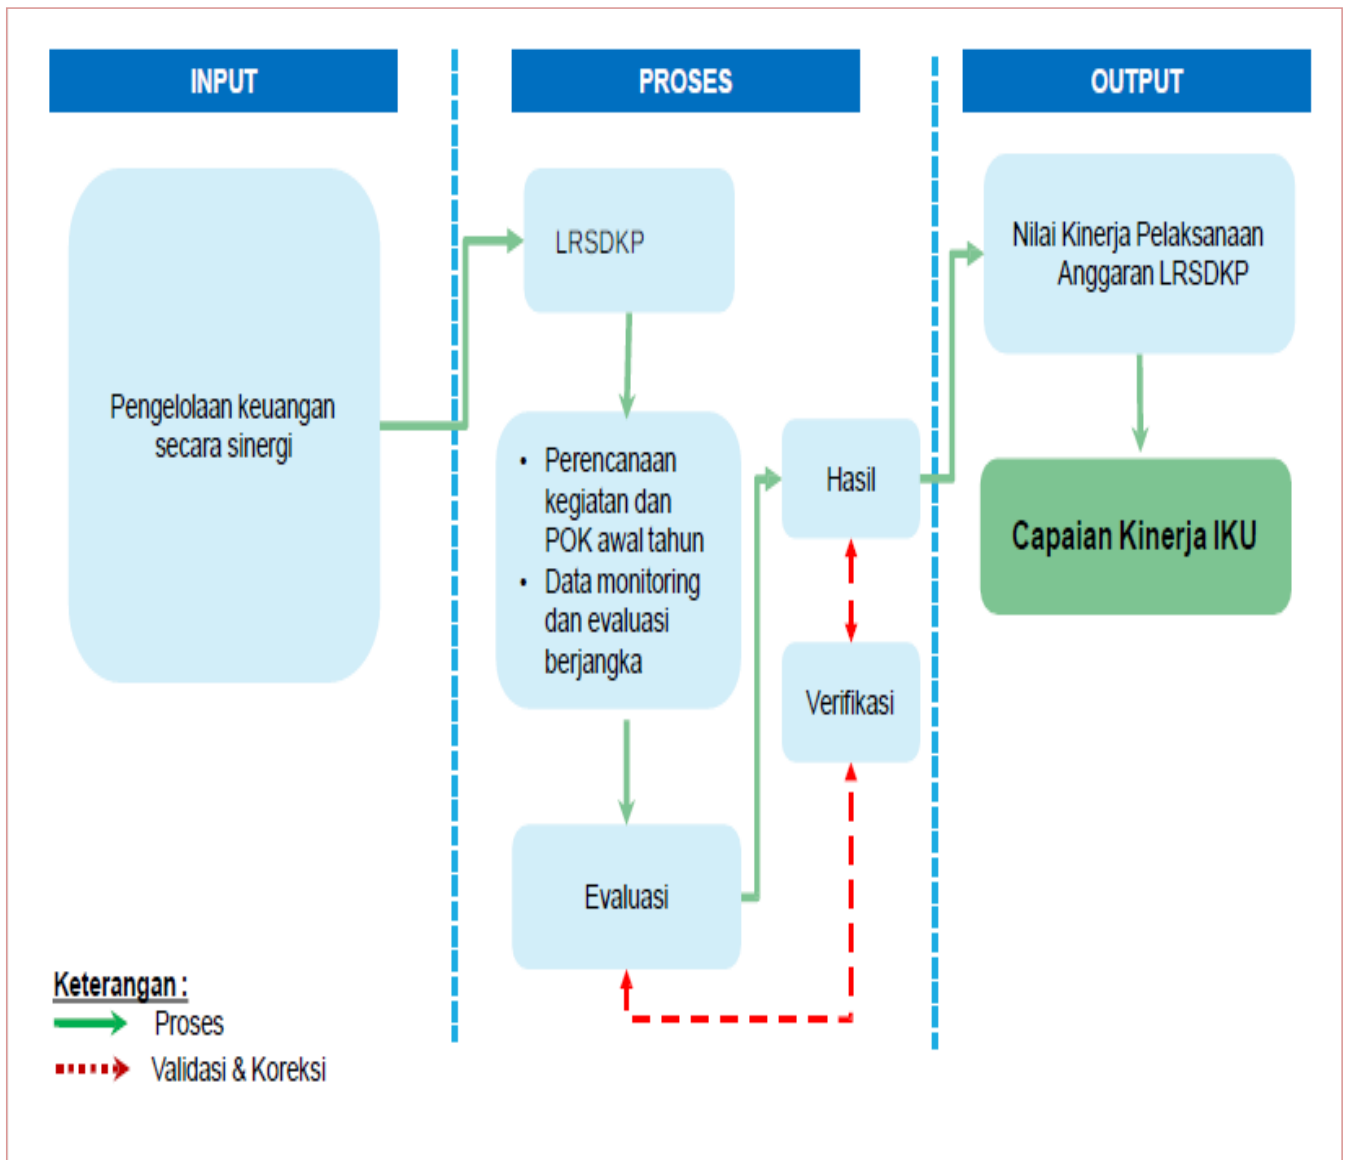 INPUT
PROSES
OUTPUT
Pengelolaan keuangan
secara sinergi
LRSDKP
• Perencanaan
kegiatan dan
POK awal tahun
• Data monitoring
dan evaluasi
berjangka
Evaluasi
Hasil
Verifikasi
Nilai Kinerja Pelaksanaan
Anggaran LRSDKP
Capaian Kinerja IKU
Keterangan :
Proses
Validasi & Koreksi